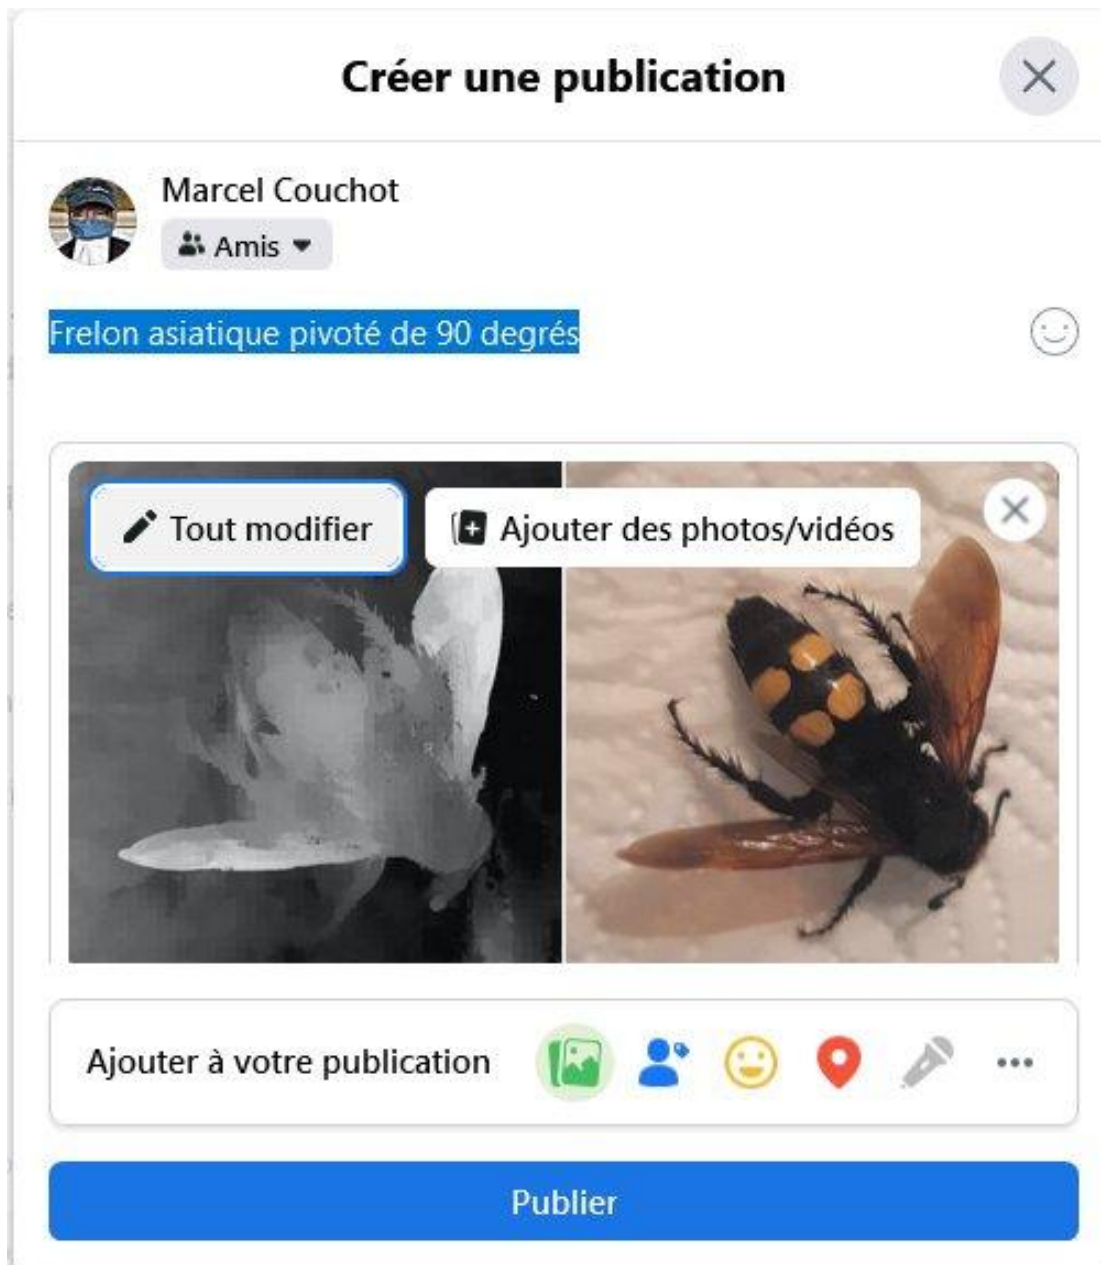 Créer une publication
Marcel Couchot
Amis
Frelon asiatique pivoté de 90 degrés
Tout modifier
Ajouter des photos/vidéos
Ajouter à votre publication
Publier